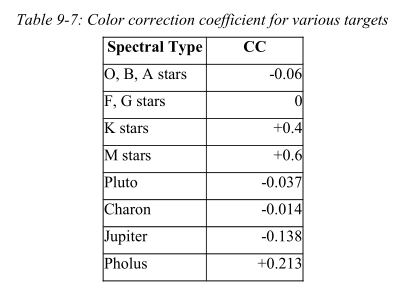 Table 9-7: Color correction coefficient for various targets
Spectral Type CC
O, B, A stars -0.06
F, G stars 0
K stars +0.4
M stars +0.6
Pluto -0.037
Charon -0.014
Jupiter -0.138
Pholus +0.213